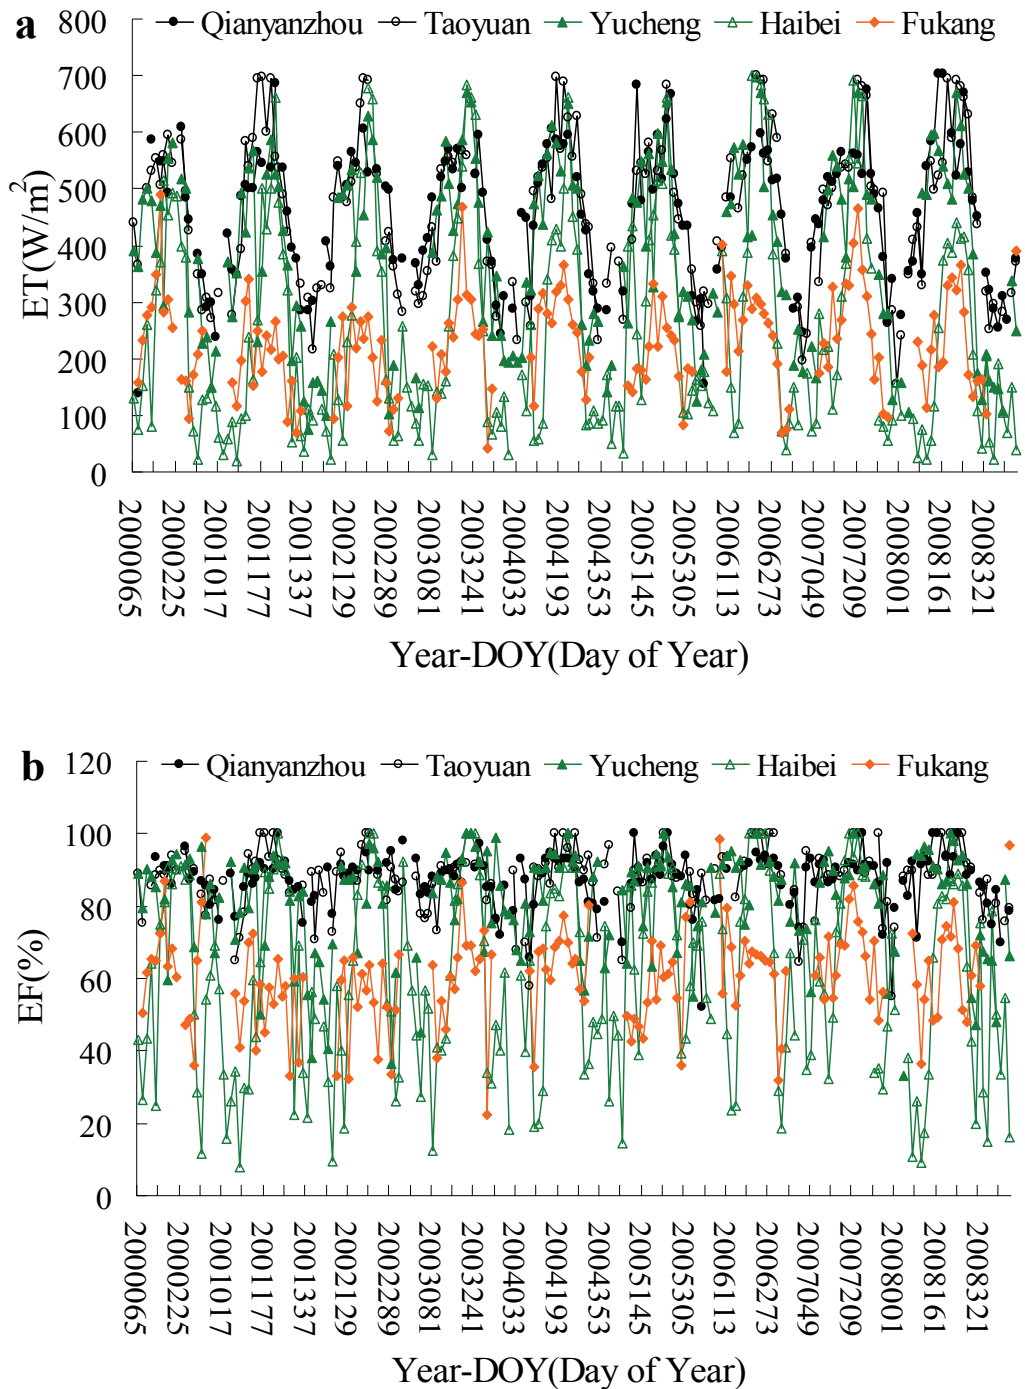 a
Qianyanzhou Taoyuan Yucheng Haibei Fukang
ET(W/m²)
800
700
600
500
400
300
200
100
0
2000065 2000225 2001017 2001177 2001337 2002129 2002289 2003081 2003241 2004033 2004193 2004353 2005145 2005305 2006113 2006273 2007049 2007209 2008001 2008161 2008321
Year-DOY(Day of Year)
b
Qianyanzhou Taoyuan Yucheng Haibei Fukang
EF(%)
120
100
80
60
40
20
0
2000065 2000225 2001017 2001177 2001337 2002129 2002289 2003081 2003241 2004033 2004193 2004353 2005145 2005305 2006113 2006273 2007049 2007209 2008001 2008161 2008321
Year-DOY(Day of Year)